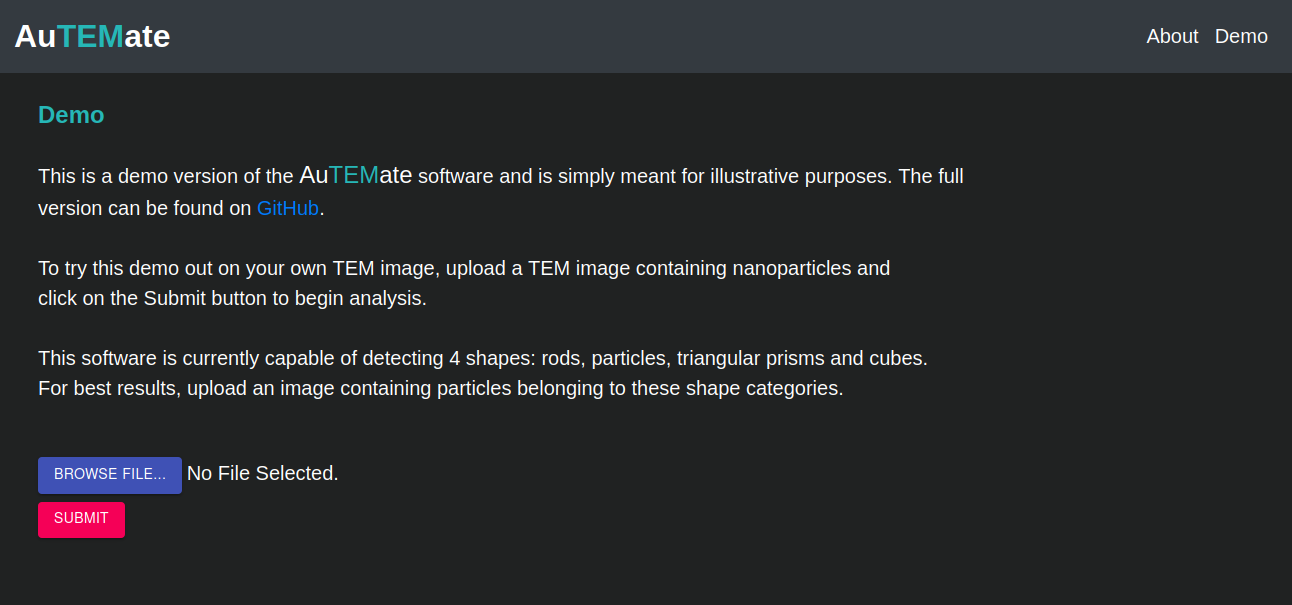 AuTEMate
About Demo
Demo
This is a demo version of the AuTEMate software and is simply meant for illustrative purposes. The full
version can be found on GitHub.
To try this demo out on your own TEM image, upload a TEM image containing nanoparticles and
click on the Submit button to begin analysis.
This software is currently capable of detecting 4 shapes: rods, particles, triangular prisms and cubes.
For best results, upload an image containing particles belonging to these shape categories.
BROWSE FILE... No File Selected.
SUBMIT